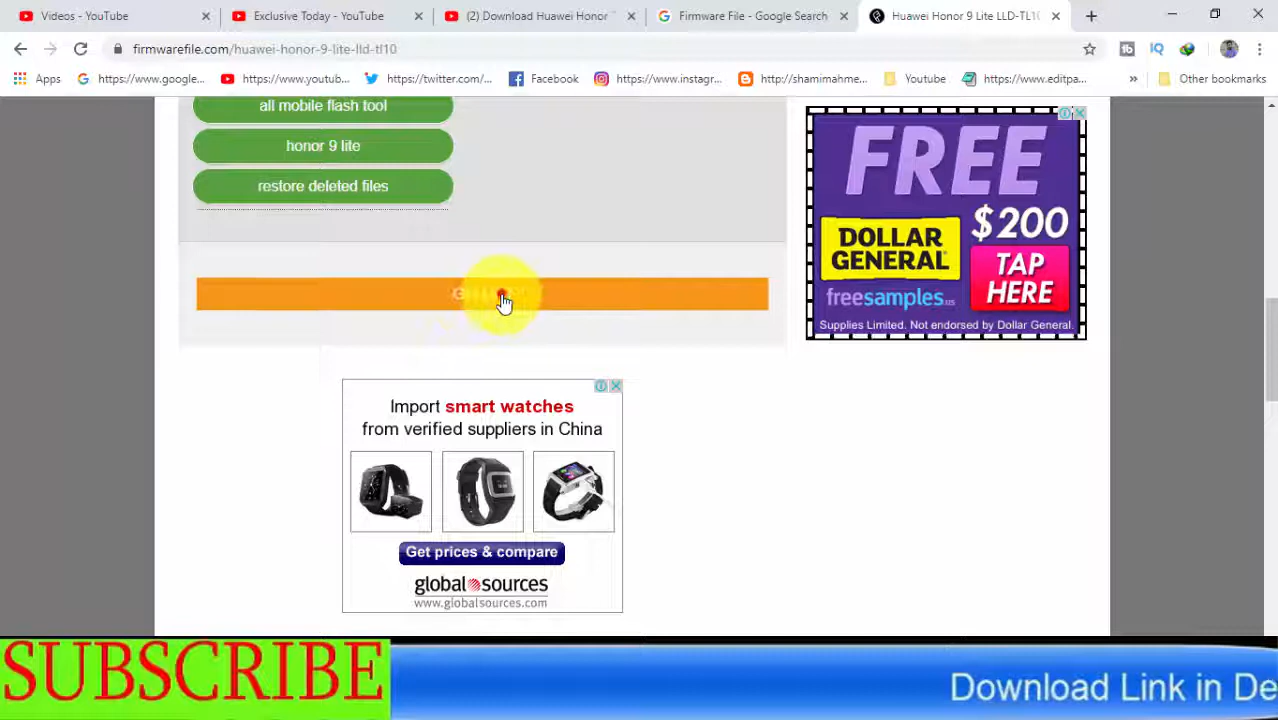 Videos - YouTube
Exclusive Today - YouTube
(2) Download Huawei Honor
Firmware File - Google Search
Huawei Honor 9 Lite LLD-TL10
firmwarefile.com/huawei-honor-9-lite-lld-tl10
Apps
https://www.google...
https://www.youtub...
https://twitter.com/...
Facebook
https://www.instagr...
http://shamimahme...
Youtube
https://www.editpa...
Other bookmarks
all mobile flash tool
honor 9 lite
restore deleted files
FREE
$200
DOLLAR
GENERAL
TAP
HERE
freesamples.us
Supplies Limited. Not endorsed by Dollar General.
Import smart watches
from verified suppliers in China
Get prices & compare
global sources
www.globalsources.com
SUBSCRIBE
Download Link in De